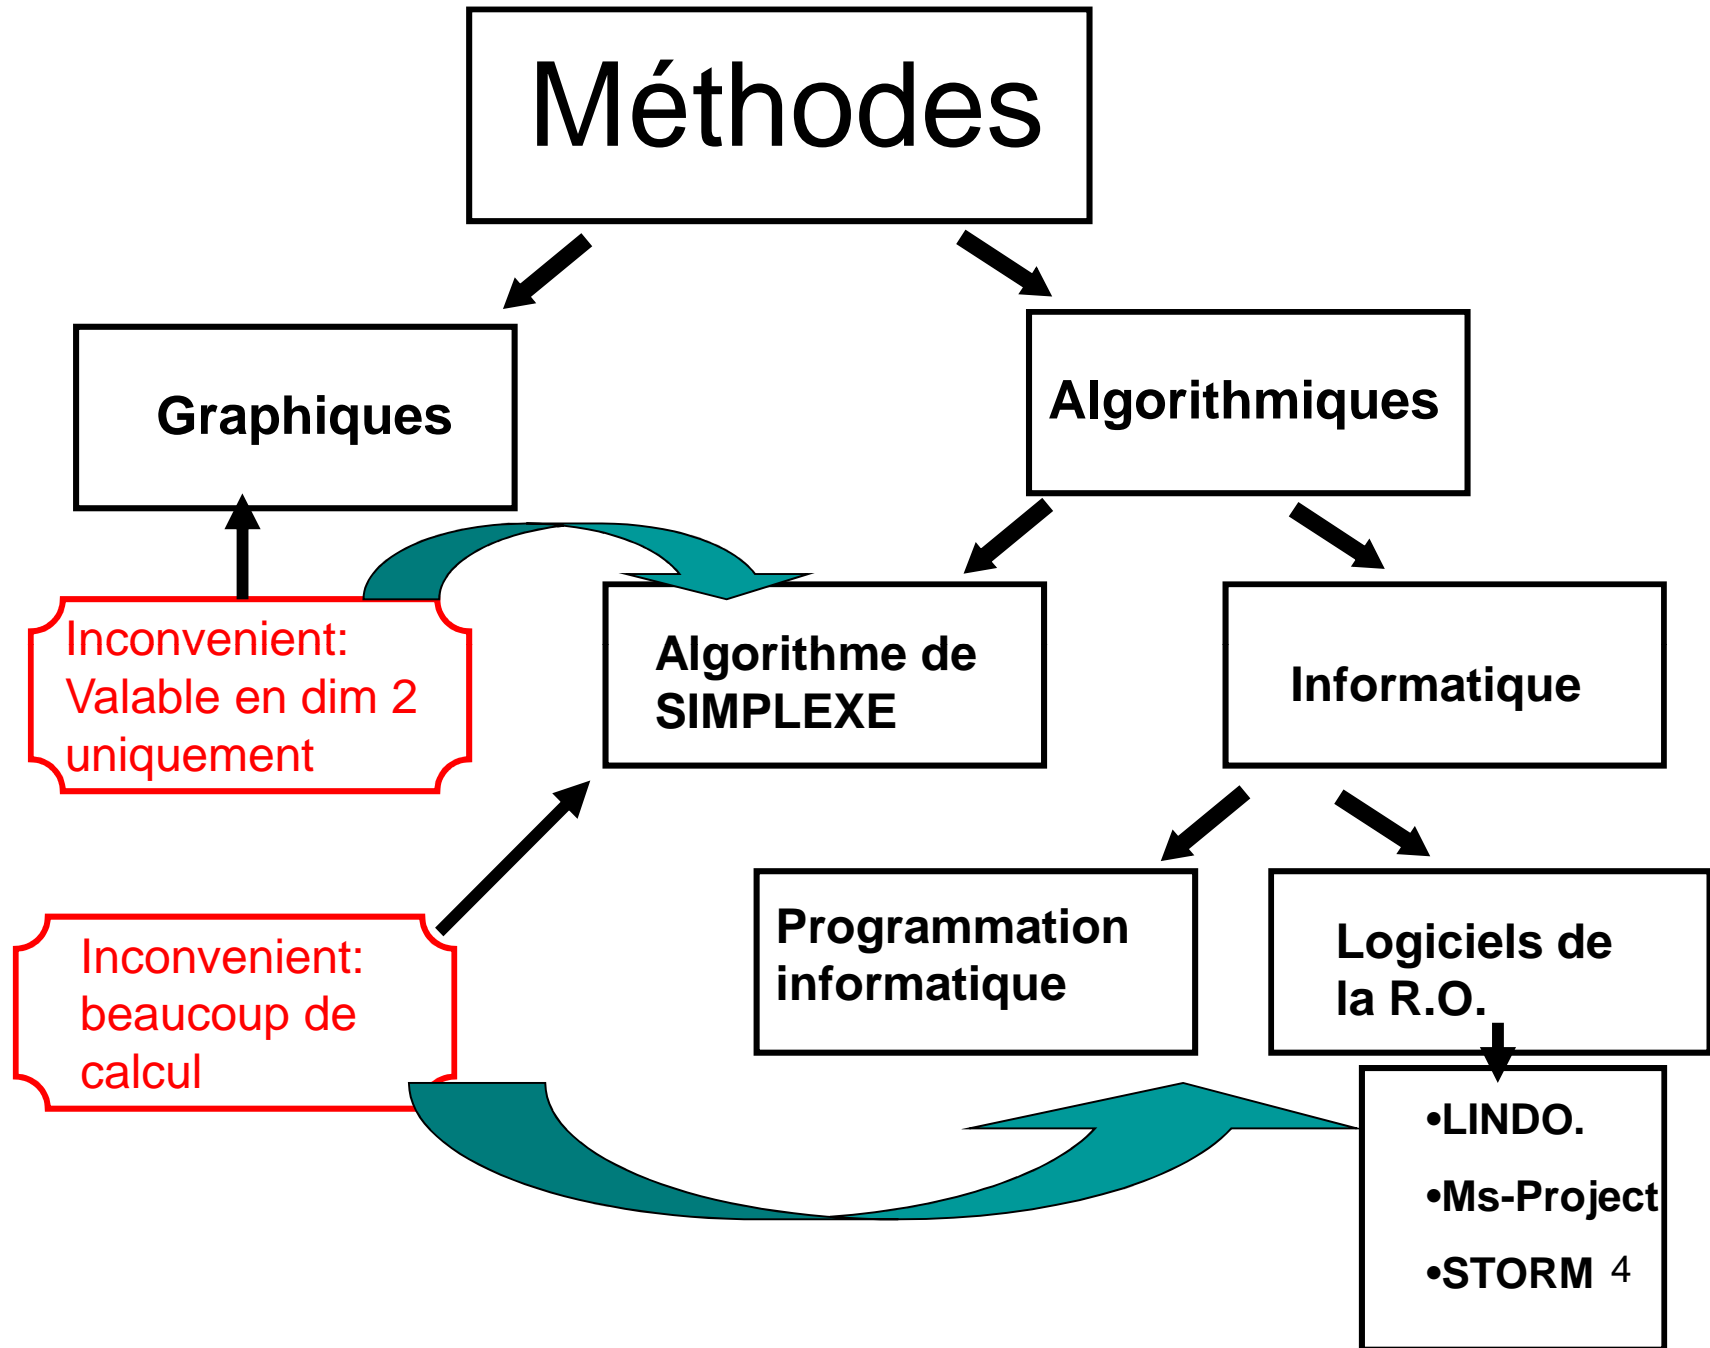 Méthodes
Graphiques
Algorithmiques
Inconvenient:
Valable en dim 2
uniquement
Algorithme de
SIMPLEXE
Informatique
Inconvenient:
beaucoup de
calcul
Programmation
informatique
Logiciels de
la R.O.
•LINDO.
•Ms-Project
•STORM 4